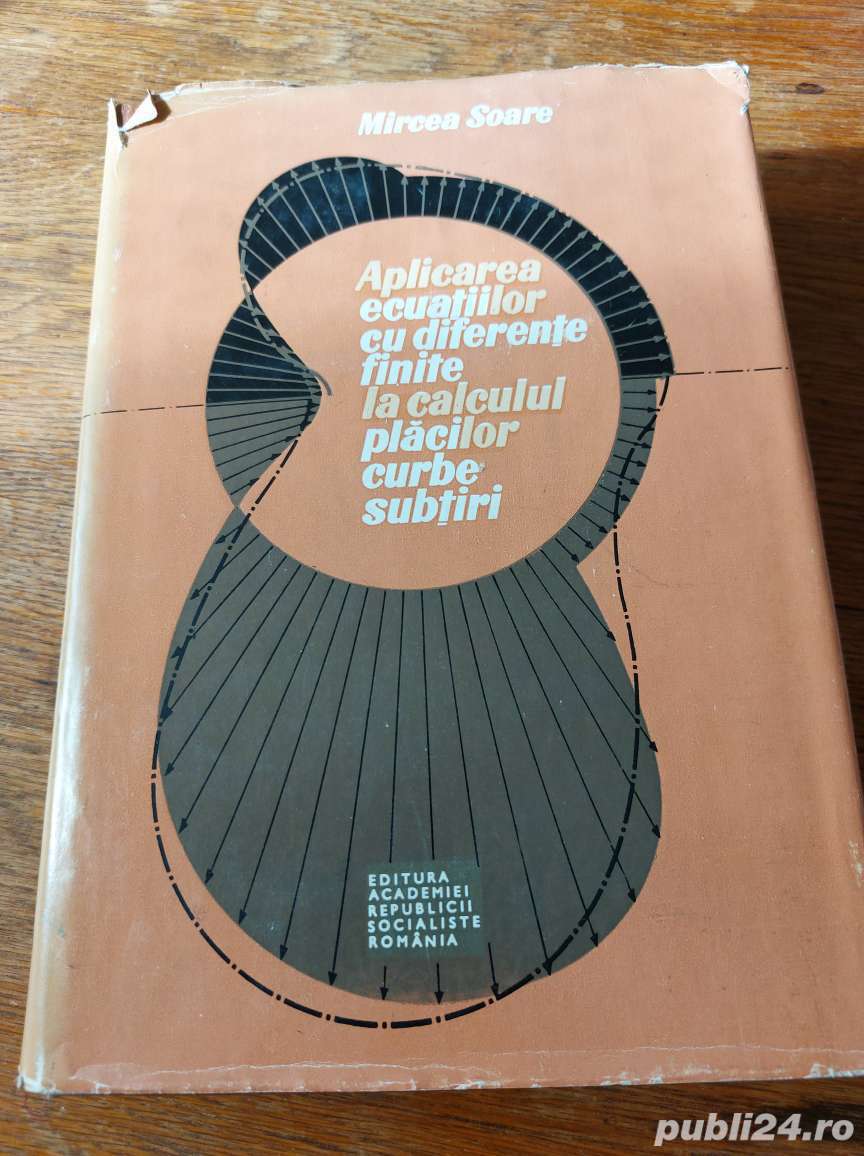 Mircea Soare
Aplicarea
ecuațiilor
cu diferențe
finite
la calculul
plăcilor
curbe
subțiri
EDITURA
ACADEMIEI
REPUBLICII
SOCIALISTE
ROMÂNIA
publi24.ro